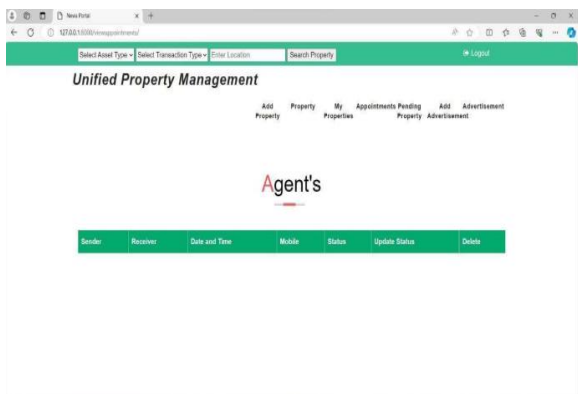 News Portal
127.0.0.1:8000/viewappointments/
Select Asset Type Select Transaction Type Enter Location Search Property Logout
Unified Property Management
Add Property My Appointments Pending Add Advertisement
Property Properties Property Advertisement
Agent's
Sender Receiver Date and Time Mobile Status Update Status Delete